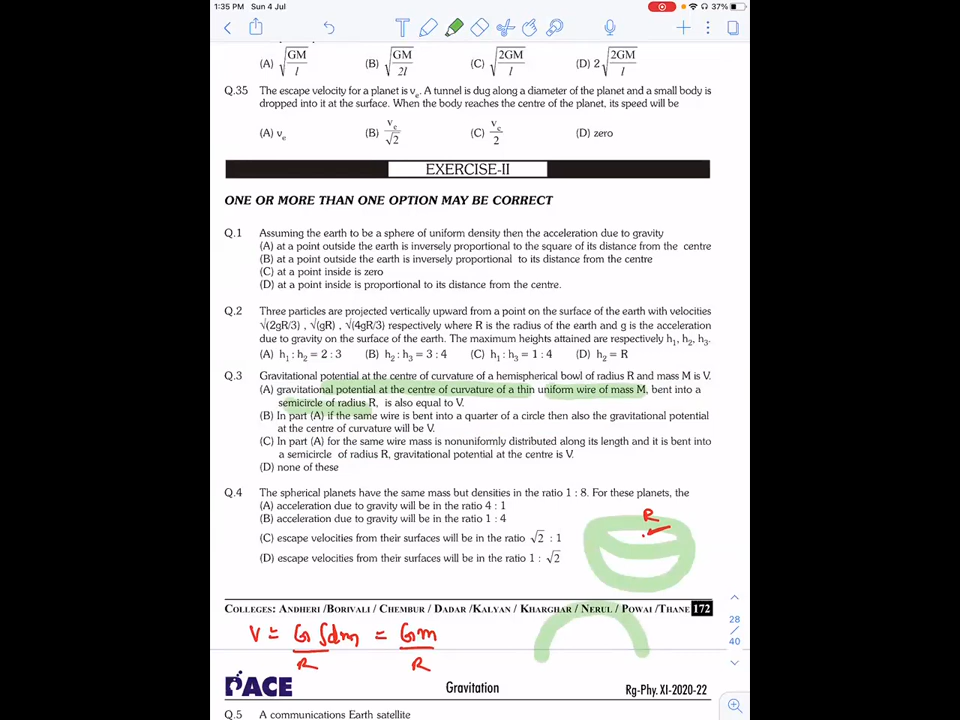 1:35 PM Sun 4 Jul 37%
(A) √GM/l (B) √GM/2l (C) √2GM/l (D) 2√2GM/l
Q.35 The escape velocity for a planet is vₑ. A tunnel is dug along a diameter of the planet and a small body is
dropped into it at the surface. When the body reaches the centre of the planet, its speed will be
(A) vₑ (B) vₑ/√2 (C) vₑ/2 (D) zero
EXERCISE-II
ONE OR MORE THAN ONE OPTION MAY BE CORRECT
Q.1 Assuming the earth to be a sphere of uniform density then the acceleration due to gravity
(A) at a point outside the earth is inversely proportional to the square of its distance from the centre
(B) at a point outside the earth is inversely proportional to its distance from the centre
(C) at a point inside is zero
(D) at a point inside is proportional to its distance from the centre.
Q.2 Three particles are projected vertically upward from a point on the surface of the earth with velocities
√(2gR/3) , √(gR) , √(4gR/3) respectively where R is the radius of the earth and g is the acceleration
due to gravity on the surface of the earth. The maximum heights attained are respectively h₁, h₂, h₃.
(A) h₁ : h₂ = 2 : 3 (B) h₂ : h₃ = 3 : 4 (C) h₁ : h₃ = 1 : 4 (D) h₂ = R
Q.3 Gravitational potential at the centre of curvature of a hemispherical bowl of radius R and mass M is V.
(A) gravitational potential at the centre of curvature of a thin uniform wire of mass M, bent into a
semicircle of radius R, is also equal to V.
(B) In part (A) if the same wire is bent into a quarter of a circle then also the gravitational potential
at the centre of curvature will be V.
(C) In part (A) for the same wire mass is nonuniformly distributed along its length and it is bent into
a semicircle of radius R, gravitational potential at the centre is V.
(D) none of these
Q.4 The spherical planets have the same mass but densities in the ratio 1 : 8. For these planets, the
(A) acceleration due to gravity will be in the ratio 4 : 1
(B) acceleration due to gravity will be in the ratio 1 : 4
R
(C) escape velocities from their surfaces will be in the ratio √2 : 1
(D) escape velocities from their surfaces will be in the ratio 1 : √2
COLLEGES: ANDHERI /BORIVALI / CHEMBUR / DADAR /KALYAN / KHARGHAR / NERUL / POWAI /THANE 172
28 / 40
V = G∫dm/R = Gm/R
PACE Gravitation Rg-Phy. XI-2020-22
Q.5 A communications Earth satellite